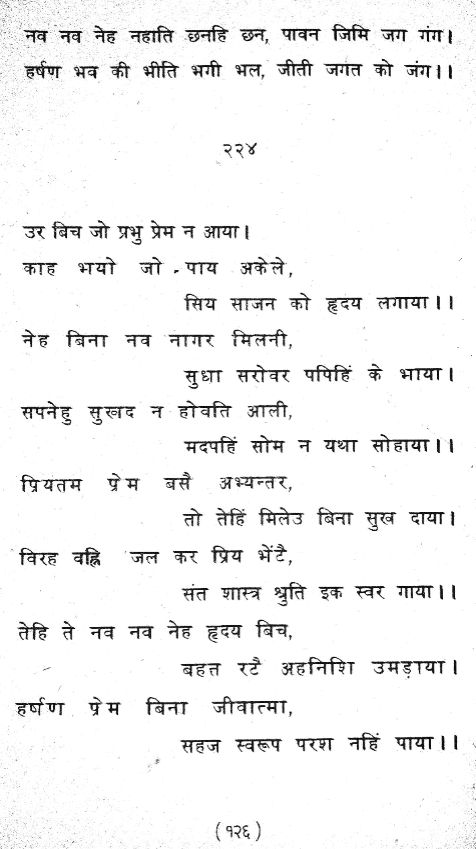 नव नव नेह नहाति छनहि छन, पावन जिमि जग गंग।
हर्षण भव की भीति भगी भल, जीती जगत को जंग।।
२२४
उर बिच जो प्रभु प्रेम न आया।
काह भयो जो - पाय अकेले,
सिय साजन को हृदय लगाया।।
नेह बिना नव नागर मिलनी,
सुधा सरोवर पपिहिं के भाया।
सपनेहु सुखद न होवति आली,
मदपहिं सोम न यथा सोहाया।।
प्रियतम प्रेम बसै अभ्यन्तर,
तो तेहिं मिलेउ बिना सुख दाया।
विरह वह्नि जल कर प्रिय भेंटै,
संत शास्त्र श्रुति इक स्वर गाया।।
तेहि ते नव नव नेह हृदय बिच,
बहत रटै अहनिशि उमड़ाया।
हर्षण प्रेम बिना जीवात्मा,
सहज स्वरूप परश नहिं पाया।।
(१२६)